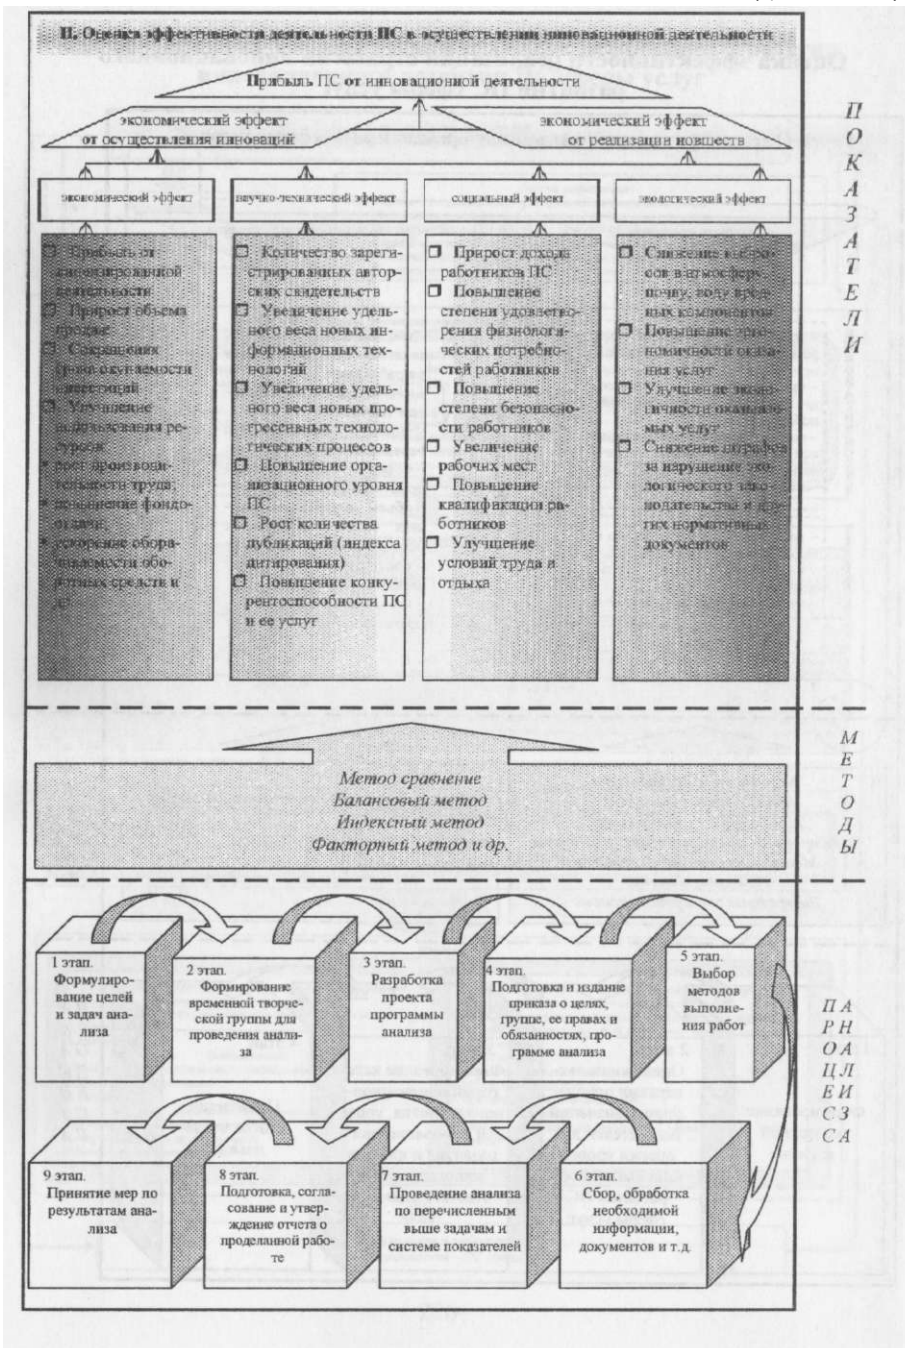 II. Оценка эффективности деятельности ПС в осуществлении инновационной деятельности
Прибыль ПС от инновационной деятельности
экономический эффект
от осуществления инноваций
экономический эффект
от реализации новшеств
экономический эффект
научно-технический эффект
социальный эффект
экологический эффект
Прибыль от
лицензированной
деятельности
Прирост объема
продаж
Сокращение
срока окупаемости
инвестиций
Улучшение
использования ре-
сурсов
рост производи-
тельности труда;
повышение фондо-
отдачи;
ускорение обора-
чиваемости обо-
ротных средств и
др.
Количество зареги-
стрированных автор-
ских свидетельств
Увеличение удель-
ного веса новых ин-
формационных тех-
нологий
Увеличение удель-
ного веса новых про-
грессивных техноло-
гических процессов
Повышение орга-
низационного уровня
ПС
Рост количества
публикаций (индекса
цитирования)
Повышение конку-
рентоспособности ПС
и ее услуг
Прирост дохода
работников ПС
Повышение
степени удовлетво-
рения физиологи-
ческих потребно-
стей работников
Повышение
степени безопасно-
сти работников
Увеличение
рабочих мест
Повышение
квалификации ра-
ботников
Улучшение
условий труда и
отдыха
Снижение выбро-
сов в атмосферу,
почву, воду вред-
ных компонентов
Повышение эрго-
номичности оказа-
ния услуг
Улучшение эколо-
гичности оказывае-
мых услуг
Снижение штрафов
за нарушение эко-
логического зако-
нодательства и дру-
гих нормативных
документов
ПОКАЗАТЕЛИ
Метод сравнение
Балансовый метод
Индексный метод
Факторный метод и др.
МЕТОДЫ
1 этап.
Формулиро-
вание целей
и задач ана-
лиза
2 этап.
Формирование
временной творче-
ской группы для
проведения анали-
за
3 этап.
Разработка
проекта
программы
анализа
4 этап.
Подготовка и издание
приказа о целях,
группе, ее правах и
обязанностях, про-
грамме анализа
5 этап.
Выбор
методов
выполне-
ния работ
9 этап.
Принятие мер по
результатам ана-
лиза
8 этап.
Подготовка, согла-
сование и утвер-
ждение отчета о
проделанной рабо-
те
7 этап.
Проведение анализа
по перечисленным
выше задачам и
системе показателей
6 этап.
Сбор, обработка
необходимой
информации,
документов и т.д.
ПРОЦЕСС
АНАЛИЗА